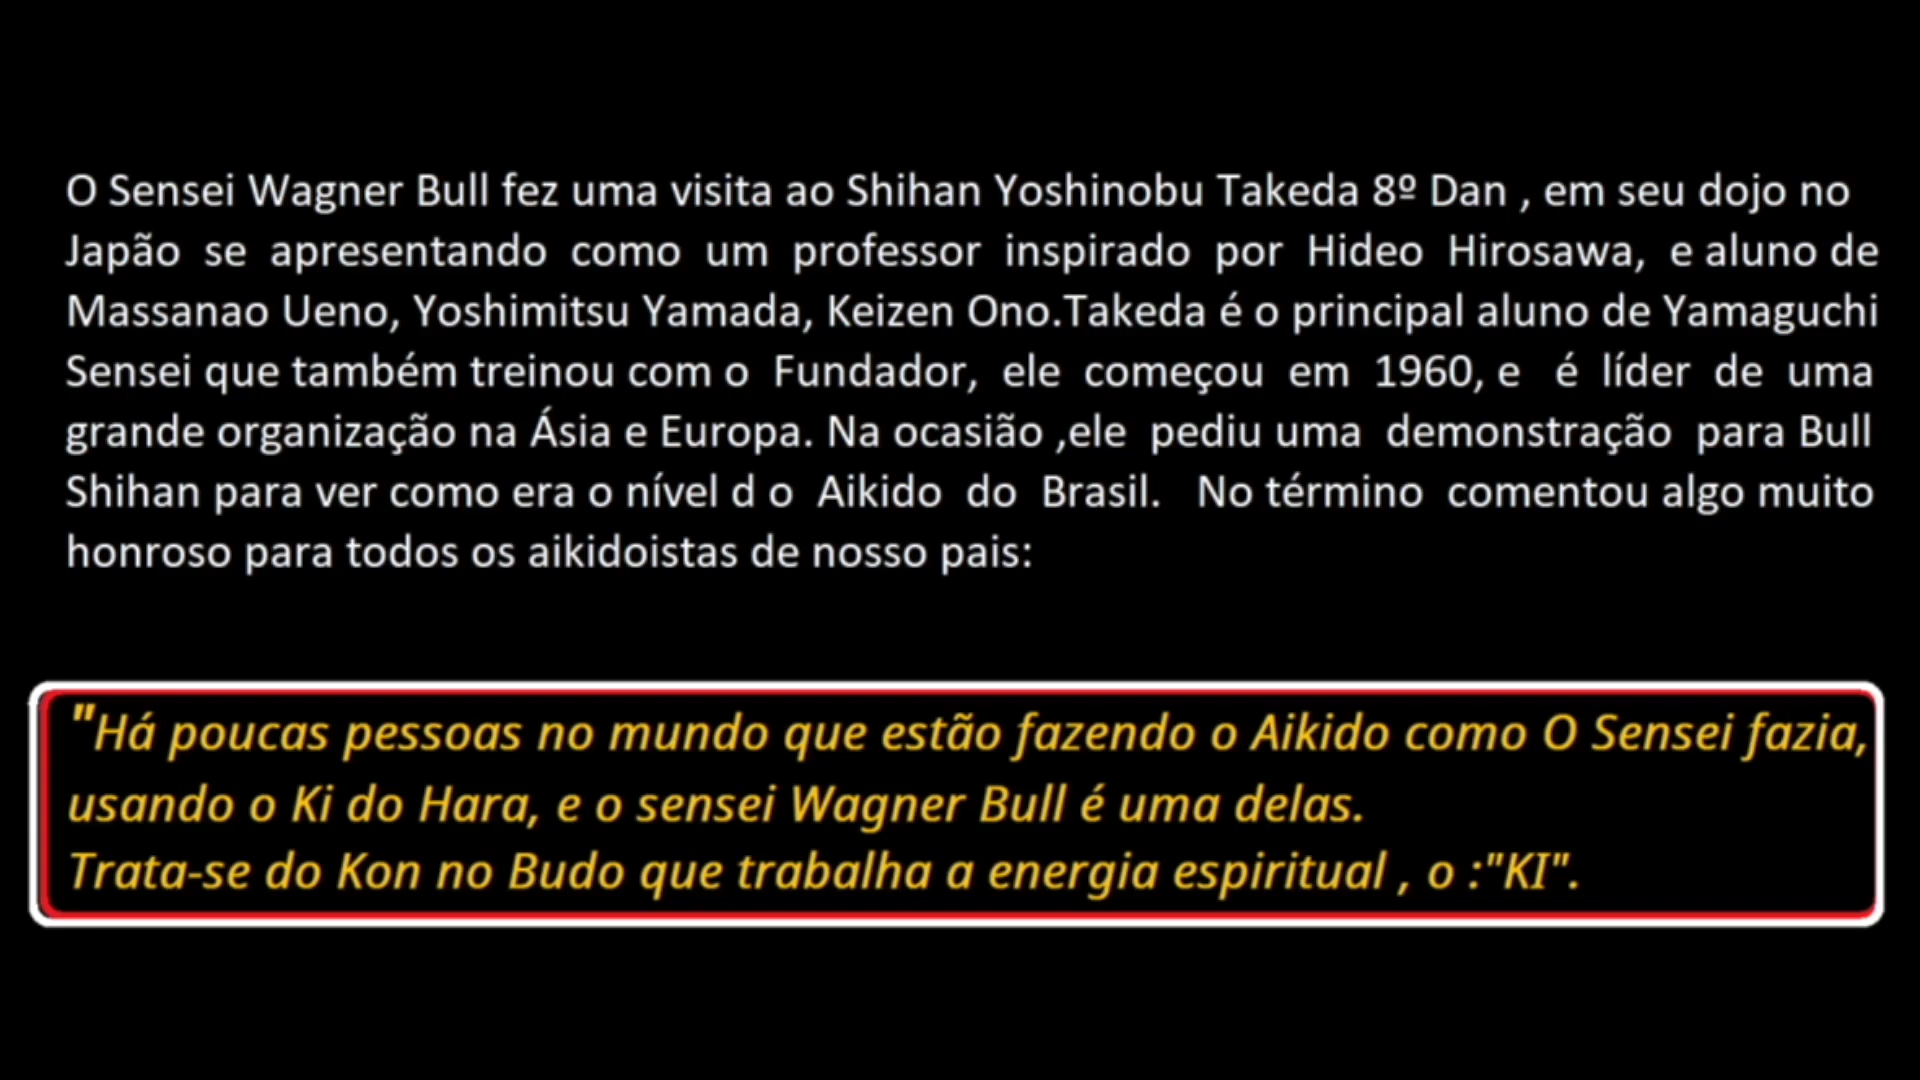 O Sensei Wagner Bull fez uma visita ao Shihan Yoshinobu Takeda 8º Dan , em seu dojo no
Japão se apresentando como um professor inspirado por Hideo Hirosawa, e aluno de
Massanao Ueno, Yoshimitsu Yamada, Keizen Ono.Takeda é o principal aluno de Yamaguchi
Sensei que também treinou com o Fundador, ele começou em 1960, e é líder de uma
grande organização na Ásia e Europa. Na ocasião ,ele pediu uma demonstração para Bull
Shihan para ver como era o nível d o Aikido do Brasil. No término comentou algo muito
honroso para todos os aikidoistas de nosso pais:
"Há poucas pessoas no mundo que estão fazendo o Aikido como O Sensei fazia,
usando o Ki do Hara, e o sensei Wagner Bull é uma delas.
Trata-se do Kon no Budo que trabalha a energia espiritual , o :"KI".